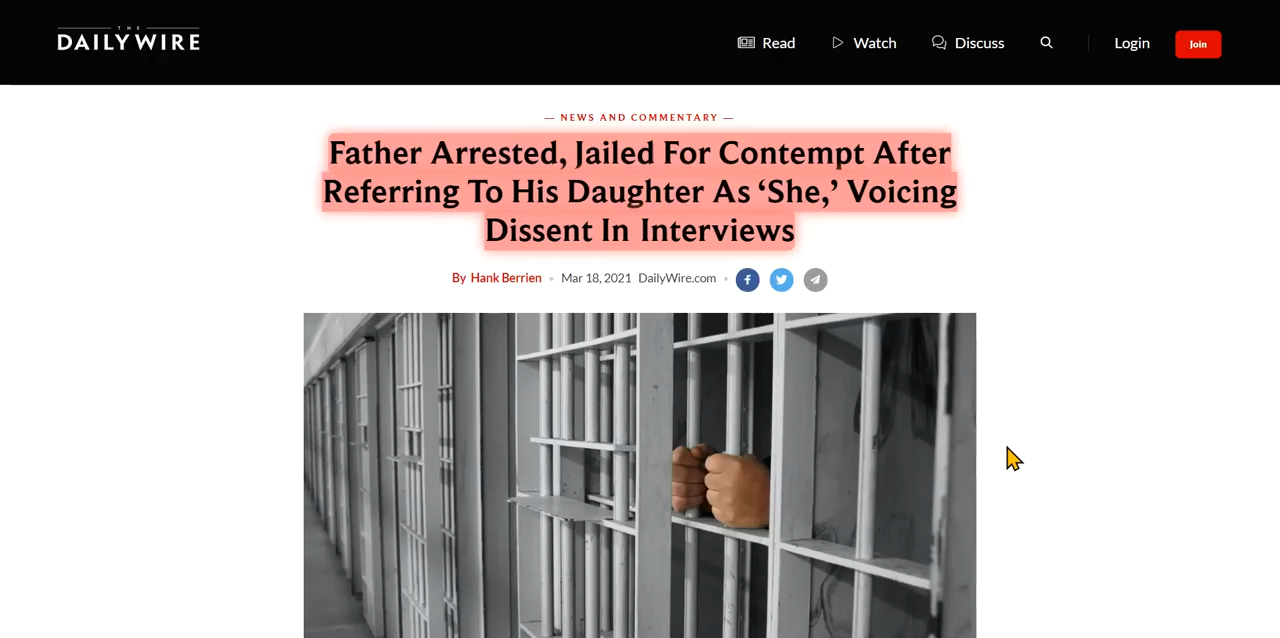 THE
DAILY WIRE
Read
Watch
Discuss
Login
Join
— NEWS AND COMMENTARY —
Father Arrested, Jailed For Contempt After
Referring To His Daughter As ‘She,’ Voicing
Dissent In Interviews
By Hank Berrien • Mar 18, 2021 DailyWire.com •